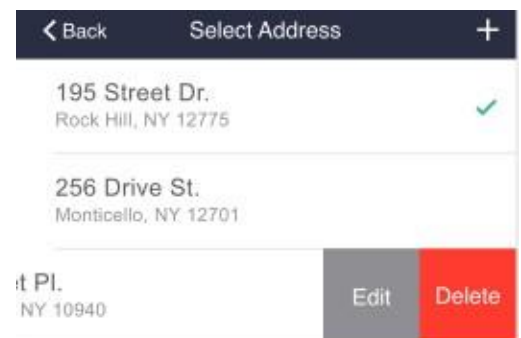 Back Select Address +
195 Street Dr.
Rock Hill, NY 12775
256 Drive St.
Monticello, NY 12701
t Pl.
NY 10940
Edit Delete